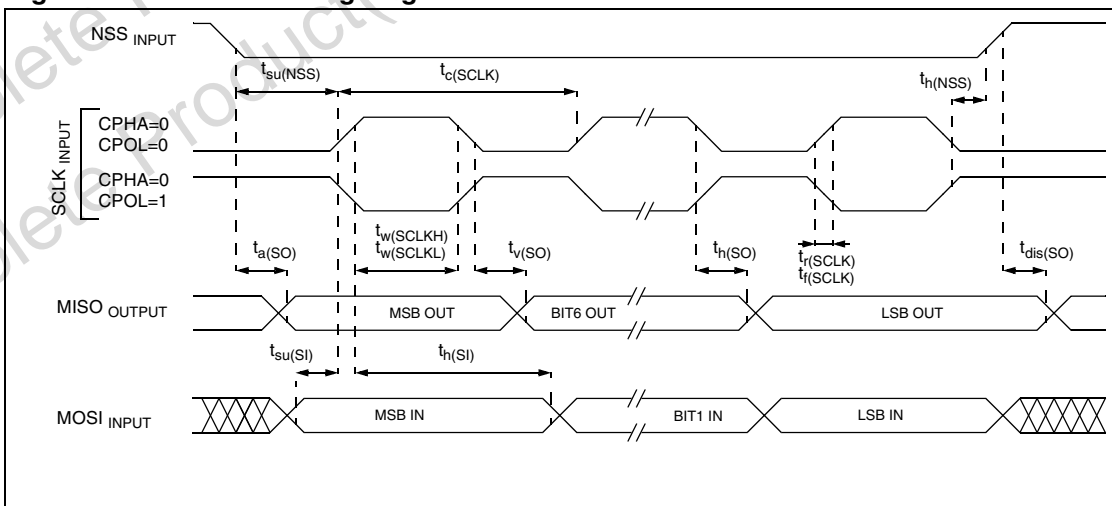 NSS INPUT
tsu(NSS)
tc(SCLK)
th(NSS)
SCLK INPUT
CPHA=0
CPOL=0
CPHA=0
CPOL=1
ta(SO)
tw(SCLKH)
tw(SCLKL)
tv(SO)
th(SO)
tr(SCLK)
tf(SCLK)
tdis(SO)
MISO OUTPUT
MSB OUT
BIT6 OUT
LSB OUT
tsu(SI)
th(SI)
MOSI INPUT
MSB IN
BIT1 IN
LSB IN